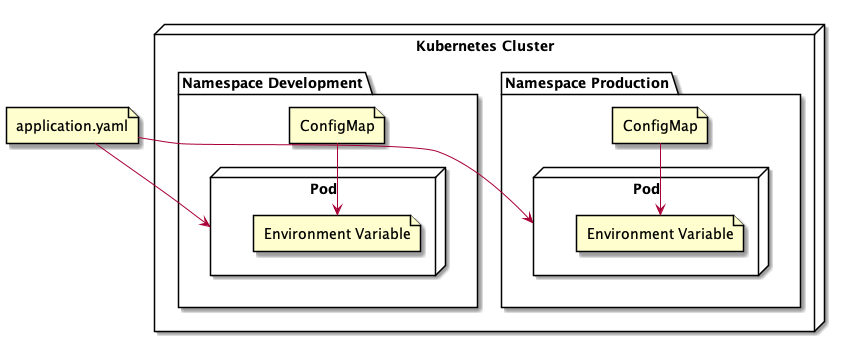 Kubernetes Cluster
Namespace Development
Namespace Production
application.yaml
ConfigMap
ConfigMap
Pod
Pod
Environment Variable
Environment Variable